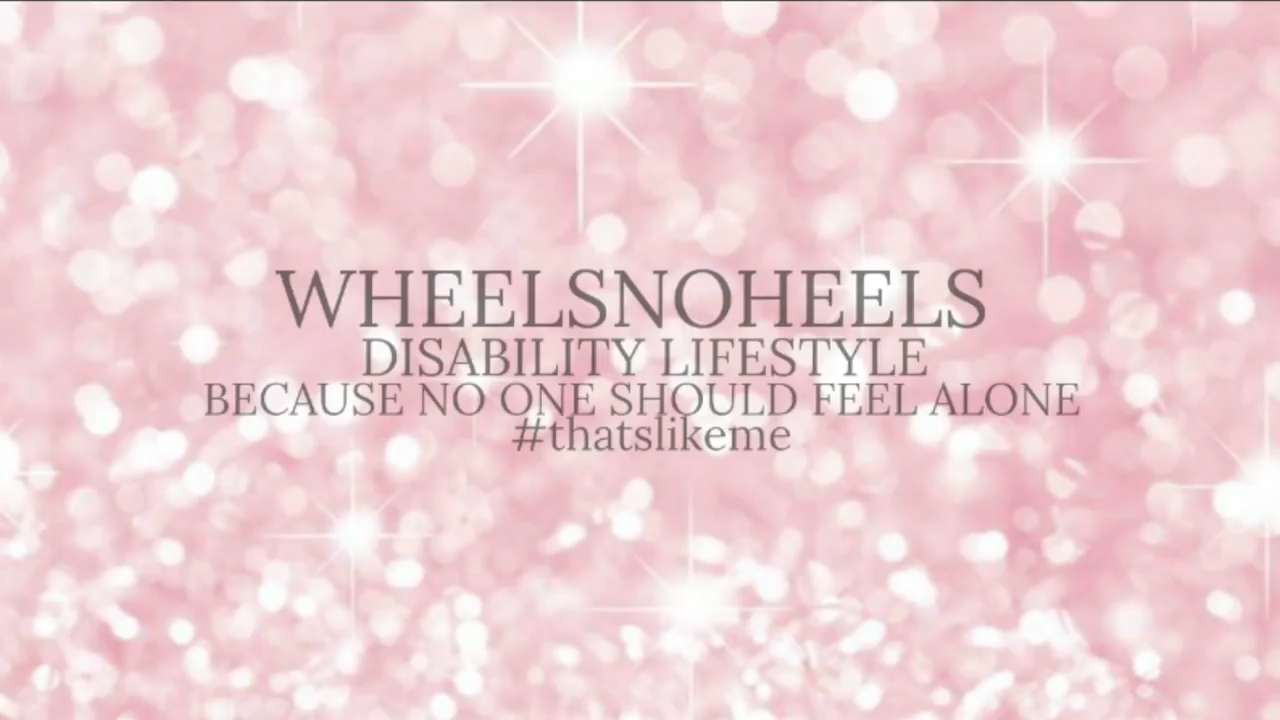 WHEELSNOHEELS
DISABILITY LIFESTYLE
BECAUSE NO ONE SHOULD FEEL ALONE
#thatslikeme